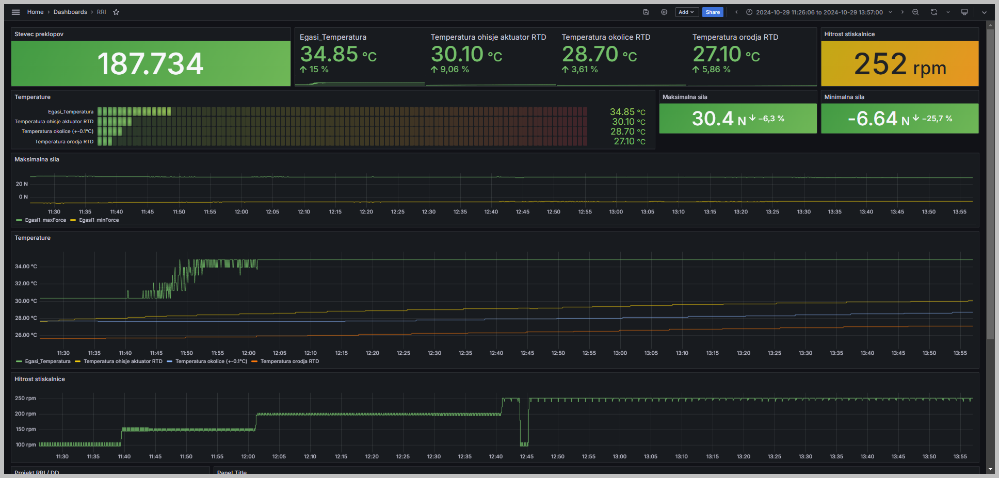 Home › Dashboards › RRI
Add
Share
2024-10-29 11:26:06 to 2024-10-29 13:57:00
Stevec preklopov
187.734
Egasi_Temperatura
34.85 °C
15 %
Temperatura ohisje aktuator RTD
30.10 °C
9,06 %
Temperatura okolice RTD
28.70 °C
3,61 %
Temperatura orodja RTD
27.10 °C
5,86 %
Hitrost stiskalnice
252 rpm
Temperature
Egasi_Temperatura 34.85 °C
Temperatura ohisje aktuator RTD 30.10 °C
Temperatura okolice (+-0.1°C) 28.70 °C
Temperatura orodja RTD 27.10 °C
Maksimalna sila
30.4 N -6,3 %
Minimalna sila
-6.64 N -25,7 %
Maksimalna sila
20 N
0 N
11:30 11:35 11:40 11:45 11:50 11:55 12:00 12:05 12:10 12:15 12:20 12:25 12:30 12:35 12:40 12:45 12:50 12:55 13:00 13:05 13:10 13:15 13:20 13:25 13:30 13:35 13:40 13:45 13:50 13:55
Egasi1_maxForce Egasi1_minForce
Temperature
34.00 °C
32.00 °C
30.00 °C
28.00 °C
26.00 °C
11:30 11:35 11:40 11:45 11:50 11:55 12:00 12:05 12:10 12:15 12:20 12:25 12:30 12:35 12:40 12:45 12:50 12:55 13:00 13:05 13:10 13:15 13:20 13:25 13:30 13:35 13:40 13:45 13:50 13:55
Egasi_Temperatura Temperatura ohisje aktuator RTD Temperatura okolice (+-0.1°C) Temperatura orodja RTD
Hitrost stiskalnice
250 rpm
200 rpm
150 rpm
100 rpm
11:30 11:35 11:40 11:45 11:50 11:55 12:00 12:05 12:10 12:15 12:20 12:25 12:30 12:35 12:40 12:45 12:50 12:55 13:00 13:05 13:10 13:15 13:20 13:25 13:30 13:35 13:40 13:45 13:50 13:55
Projekt RRI / DD
Panel Title